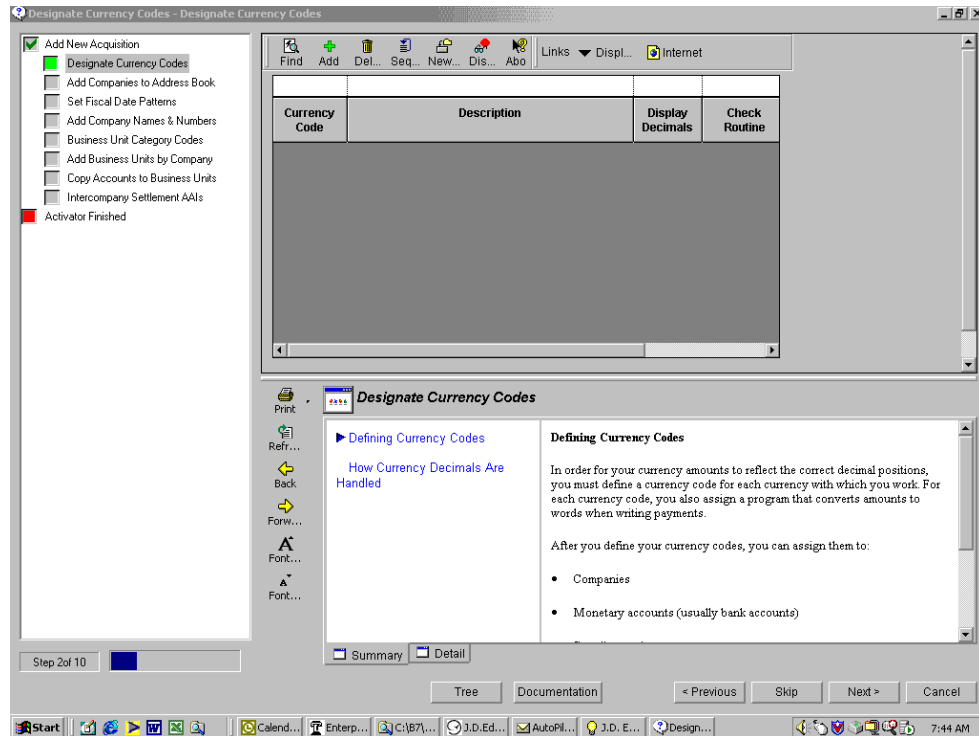 Designate Currency Codes - Designate Currency Codes
Add New Acquisition
Designate Currency Codes
Add Companies to Address Book
Set Fiscal Date Patterns
Add Company Names & Numbers
Business Unit Category Codes
Add Business Units by Company
Copy Accounts to Business Units
Intercompany Settlement AAIs
Activator Finished
Find Add Del... Seq... New... Dis... Abo Links Displ... Internet
Currency Code Description Display Decimals Check Routine
Print
Refr...
Back
Forw...
Font...
Font...
Designate Currency Codes
Defining Currency Codes
How Currency Decimals Are
Handled
Defining Currency Codes
In order for your currency amounts to reflect the correct decimal positions,
you must define a currency code for each currency with which you work. For
each currency code, you also assign a program that converts amounts to
words when writing payments.
After you define your currency codes, you can assign them to:
• Companies
• Monetary accounts (usually bank accounts)
Summary Detail
Step 2of 10
Tree Documentation < Previous Skip Next > Cancel
Start Calend... Enterp... C:\B7\... J.D.Ed... AutoPil... J.D. E... Design... 7:44 AM